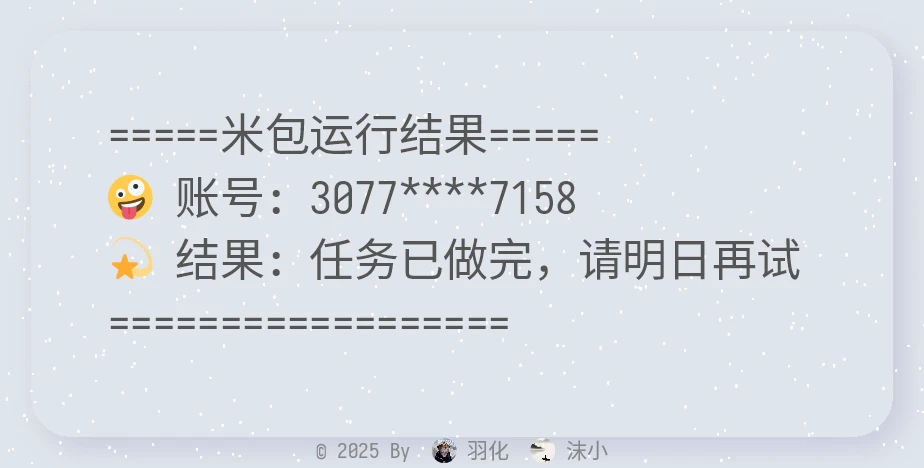 =====米包运行结果=====
🤪 账号：3077****7158
💫 结果：任务已做完，请明日再试
==================
© 2025 By 羽化 沫小